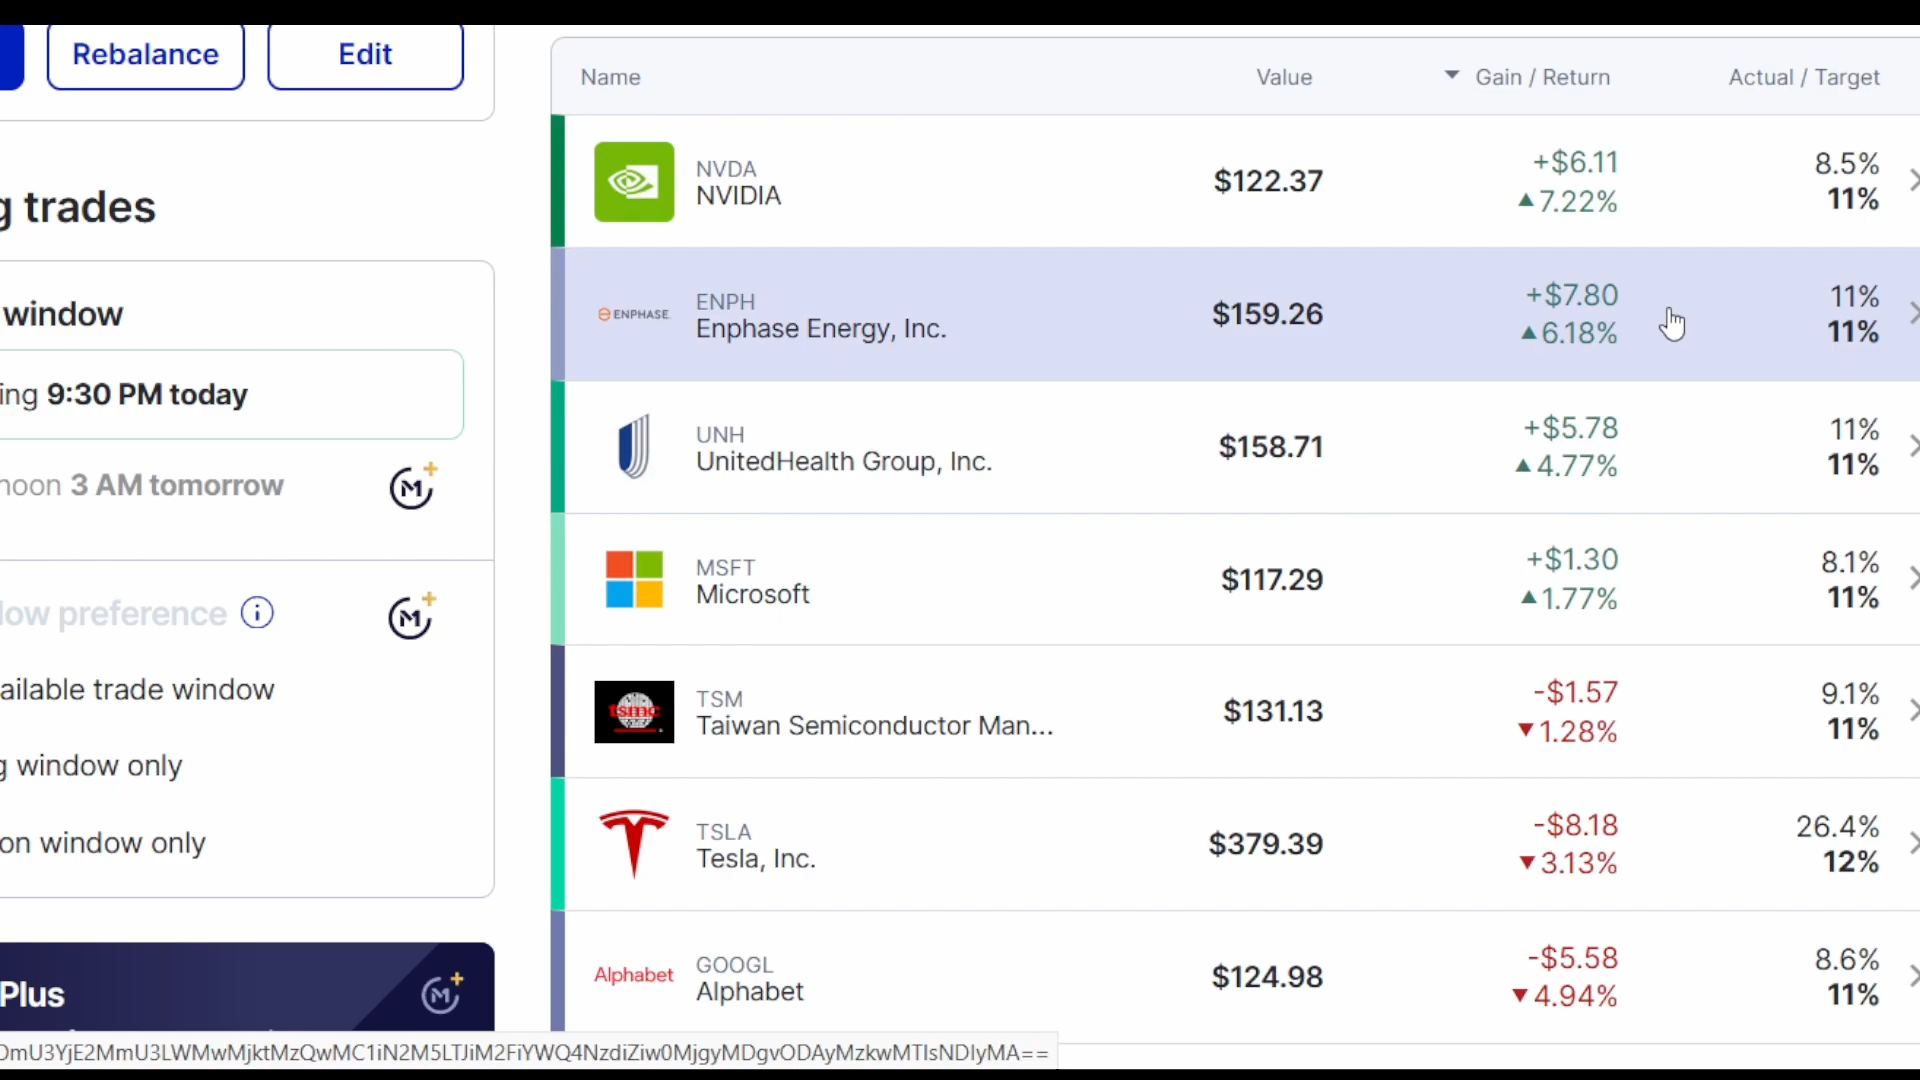 Rebalance
Edit
g trades
window
ing 9:30 PM today
noon 3 AM tomorrow
low preference
ailable trade window
g window only
on window only
Plus
Name Value Gain / Return Actual / Target
NVDA
NVIDIA
$122.37
+$6.11
7.22%
8.5%
11%
ENPHASE
ENPH
Enphase Energy, Inc.
$159.26
+$7.80
6.18%
11%
11%
UNH
UnitedHealth Group, Inc.
$158.71
+$5.78
4.77%
11%
11%
MSFT
Microsoft
$117.29
+$1.30
1.77%
8.1%
11%
tsmc
TSM
Taiwan Semiconductor Man...
$131.13
-$1.57
1.28%
9.1%
11%
TSLA
Tesla, Inc.
$379.39
-$8.18
3.13%
26.4%
12%
Alphabet
GOOGL
Alphabet
$124.98
-$5.58
4.94%
8.6%
11%